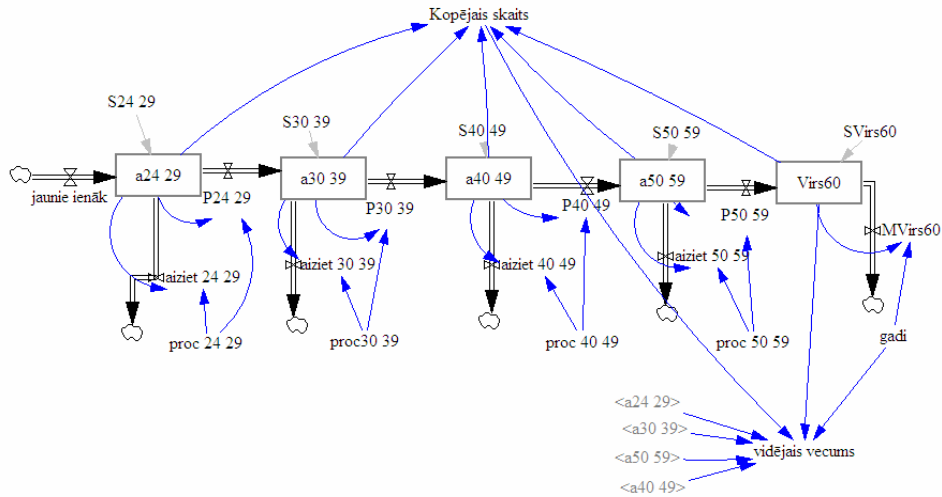 Kopējais skaits
S24 29
S30 39
S40 49
S50 59
SVirs60
a24 29
a30 39
a40 49
a50 59
Virs60
jaunie ienāk
P24 29
P30 39
P40 49
P50 59
MVirs60
aiziet 24 29
aiziet 30 39
aiziet 40 49
aiziet 50 59
proc 24 29
proc30 39
proc 40 49
proc 50 59
gadi
<a24 29>
<a30 39>
<a50 59>
<a40 49>
vidējais vecums